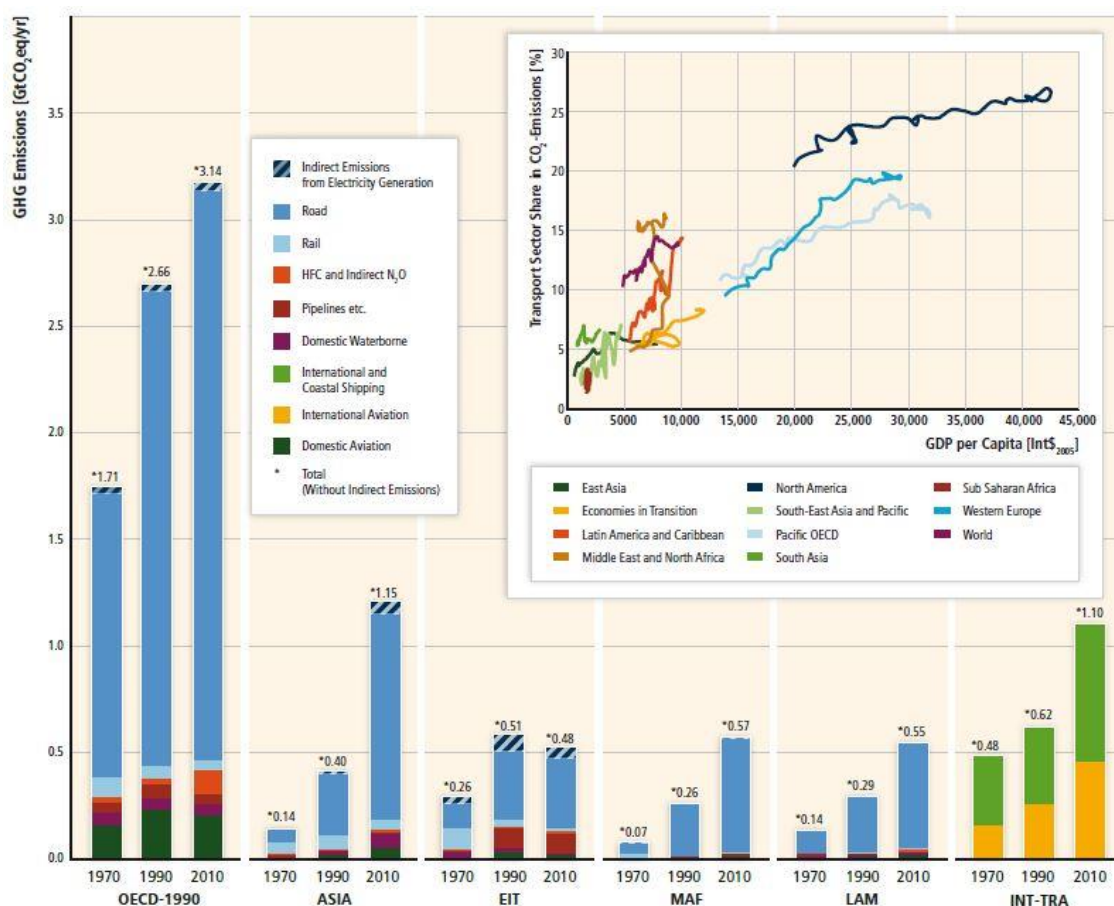 GHG Emissions [GtCO2eq/yr]
3.5
3.0
2.5
2.0
1.5
1.0
0.5
0.0
*1.71
*2.66
*3.14
1970 1990 2010
OECD-1990
*0.14
*0.40
*1.15
1970 1990 2010
ASIA
*0.26
*0.51
*0.48
1970 1990 2010
EIT
*0.07
*0.26
*0.57
1970 1990 2010
MAF
*0.14
*0.29
*0.55
1970 1990 2010
LAM
*0.48
*0.62
*1.10
1970 1990 2010
INT-TRA
Indirect Emissions
from Electricity Generation
Road
Rail
HFC and Indirect N2O
Pipelines etc.
Domestic Waterborne
International and
Coastal Shipping
International Aviation
Domestic Aviation
* Total
(Without Indirect Emissions)
Transport Sector Share in CO2-Emissions [%]
30
25
20
15
10
5
0
0 5000 10,000 15,000 20,000 25,000 30,000 35,000 40,000 45,000
GDP per Capita [Int$2005]
East Asia
Economies in Transition
Latin America and Caribbean
Middle East and North Africa
North America
South-East Asia and Pacific
Pacific OECD
South Asia
Sub Saharan Africa
Western Europe
World